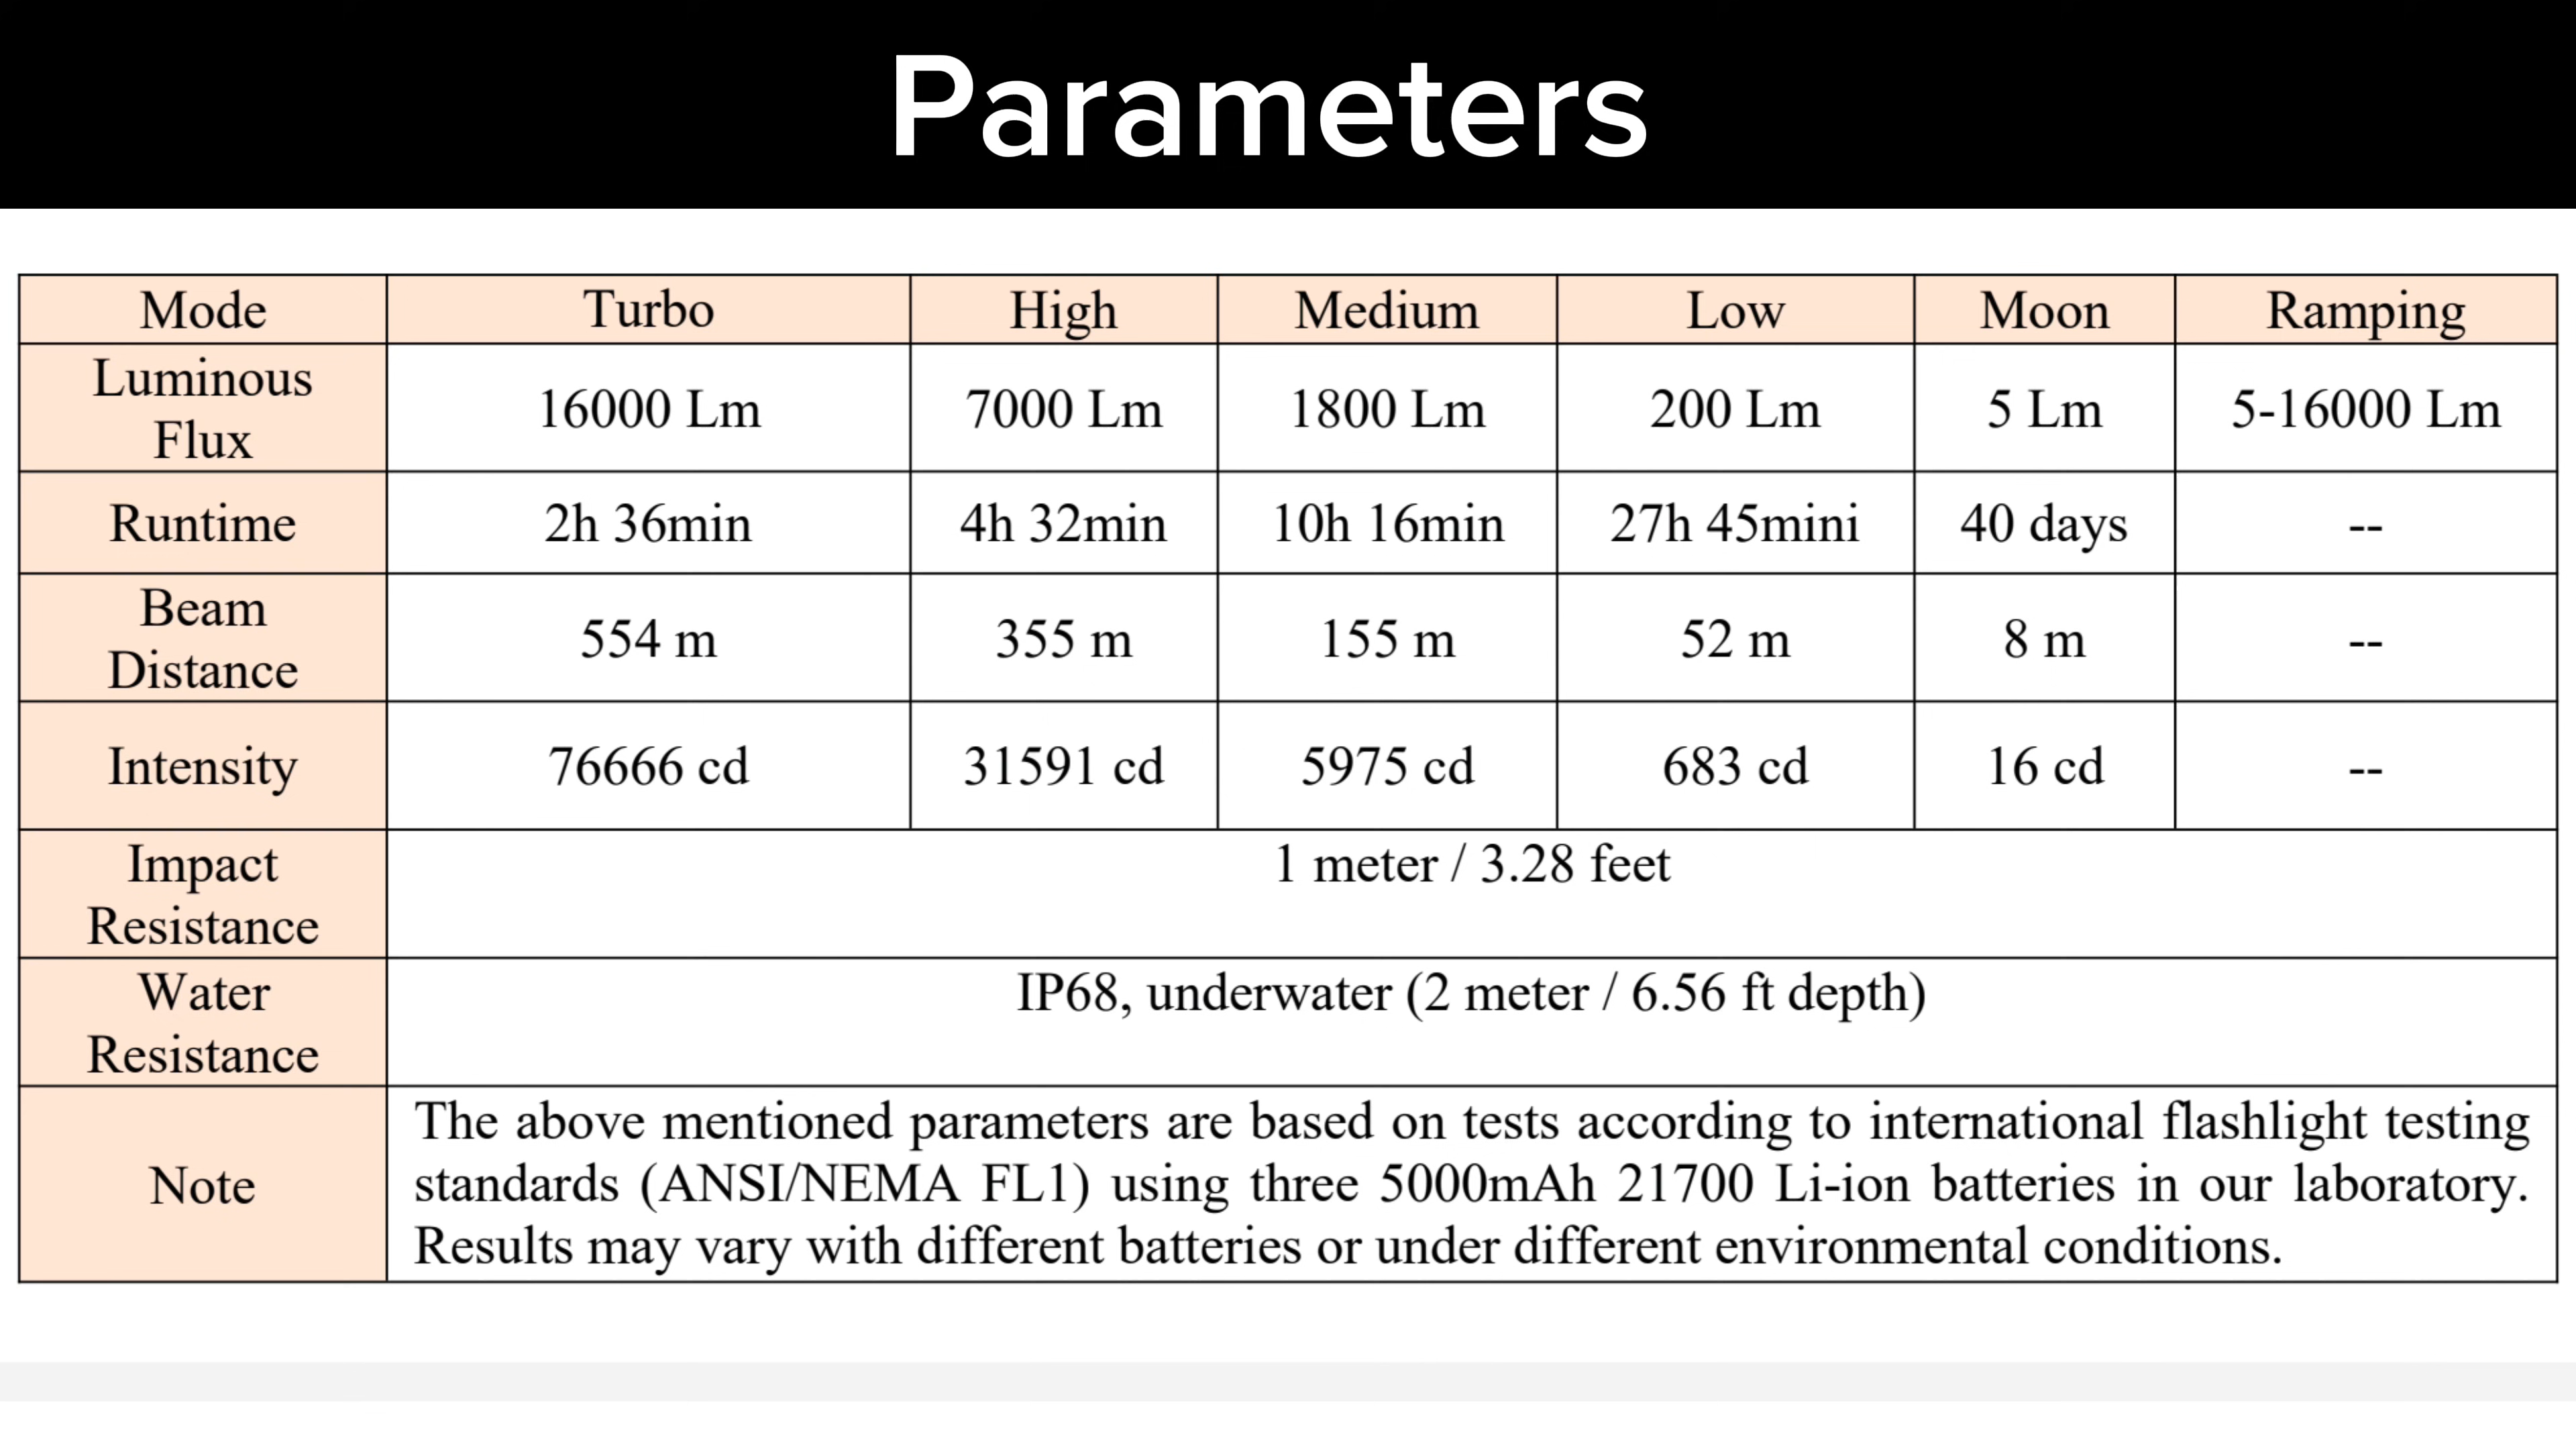 Parameters
Mode Turbo High Medium Low Moon Ramping
Luminous
Flux
16000 Lm 7000 Lm 1800 Lm 200 Lm 5 Lm 5-16000 Lm
Runtime 2h 36min 4h 32min 10h 16min 27h 45mini 40 days --
Beam
Distance
554 m 355 m 155 m 52 m 8 m --
Intensity 76666 cd 31591 cd 5975 cd 683 cd 16 cd --
Impact
Resistance
1 meter / 3.28 feet
Water
Resistance
IP68, underwater (2 meter / 6.56 ft depth)
Note
The above mentioned parameters are based on tests according to international flashlight testing
standards (ANSI/NEMA FL1) using three 5000mAh 21700 Li-ion batteries in our laboratory.
Results may vary with different batteries or under different environmental conditions.